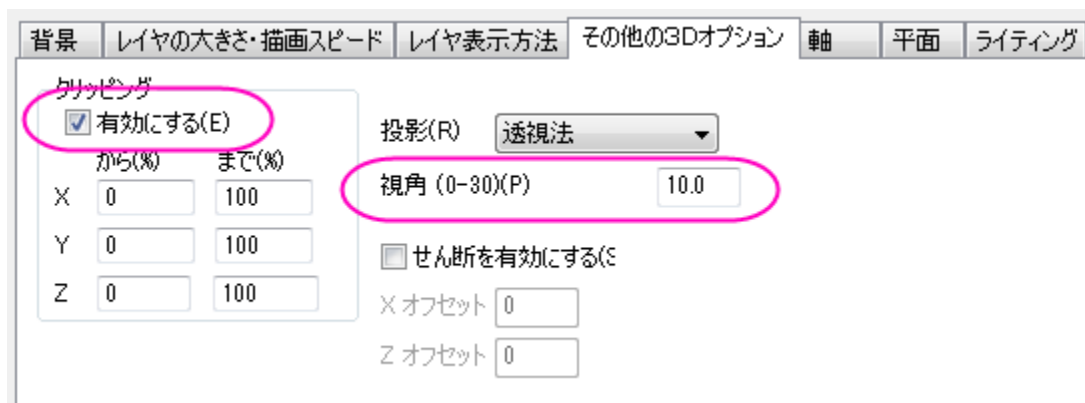 背景 レイヤの大きさ・描画スピード レイヤ表示方法 その他の3Dオプション 軸 平面 ライティング
クリッピング
有効にする(E)
投影(R) 透視法
から(%) まで(%)
視角 (0-30)(P) 10.0
X 0 100
Y 0 100
せん断を有効にする(S
Z 0 100
X オフセット 0
Z オフセット 0